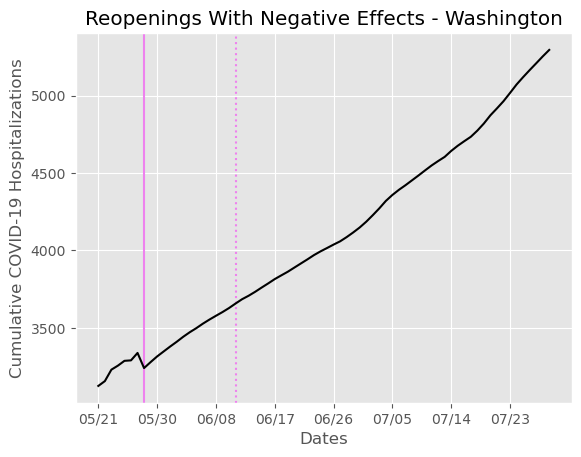 Reopenings With Negative Effects - Washington
Cumulative COVID-19 Hospitalizations
5000
4500
4000
3500
05/21 05/30 06/08 06/17 06/26 07/05 07/14 07/23
Dates